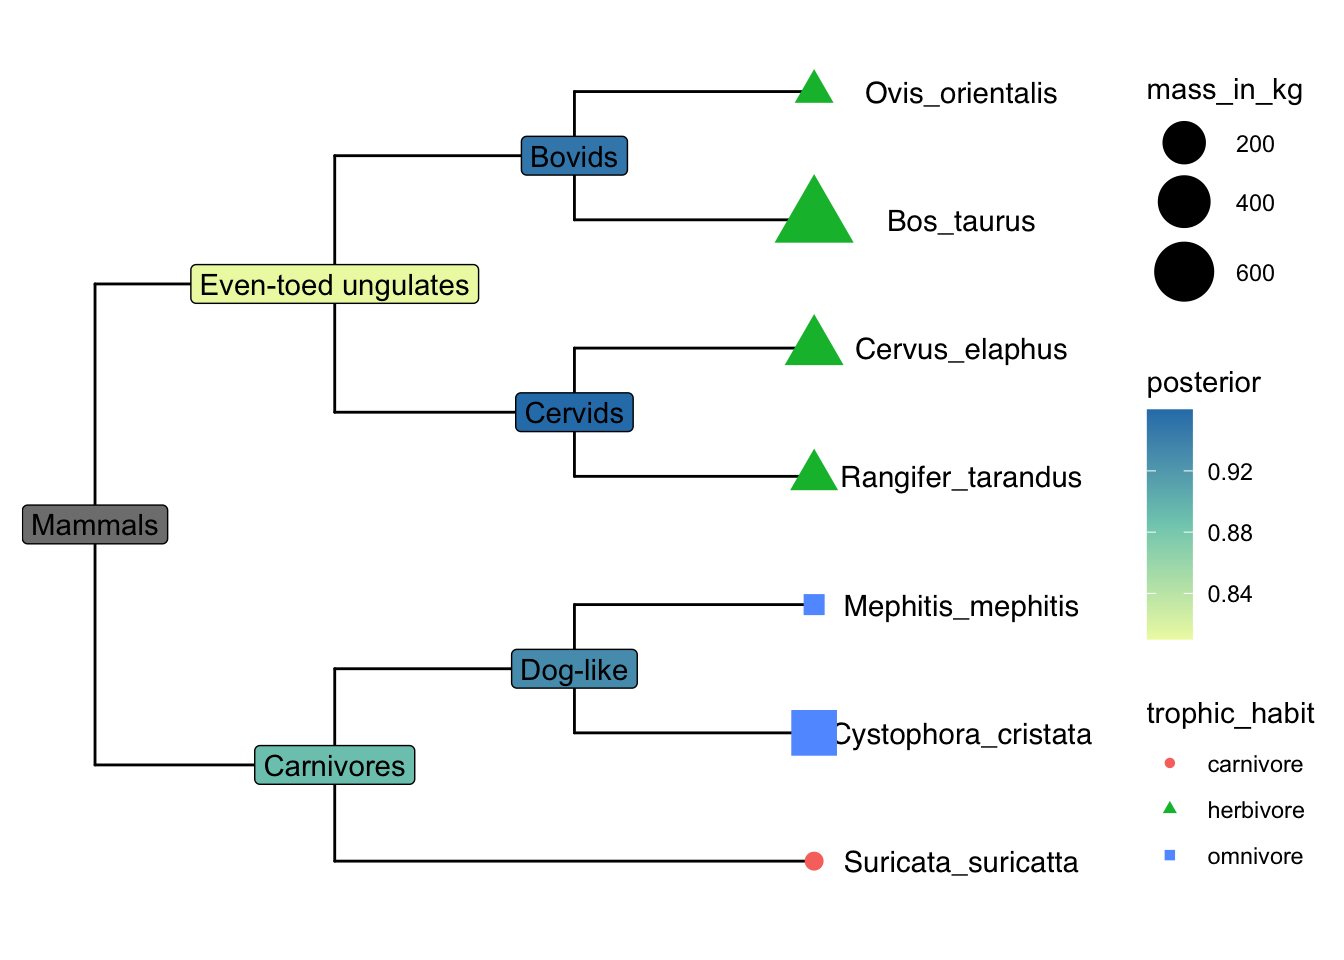 Ovis_orientalis
Bovids
Bos_taurus
Even-toed ungulates
Cervus_elaphus
Cervids
Rangifer_tarandus
Mammals
Mephitis_mephitis
Dog-like
Cystophora_cristata
Carnivores
Suricata_suricatta
mass_in_kg
200
400
600
posterior
0.92
0.88
0.84
trophic_habit
carnivore
herbivore
omnivore